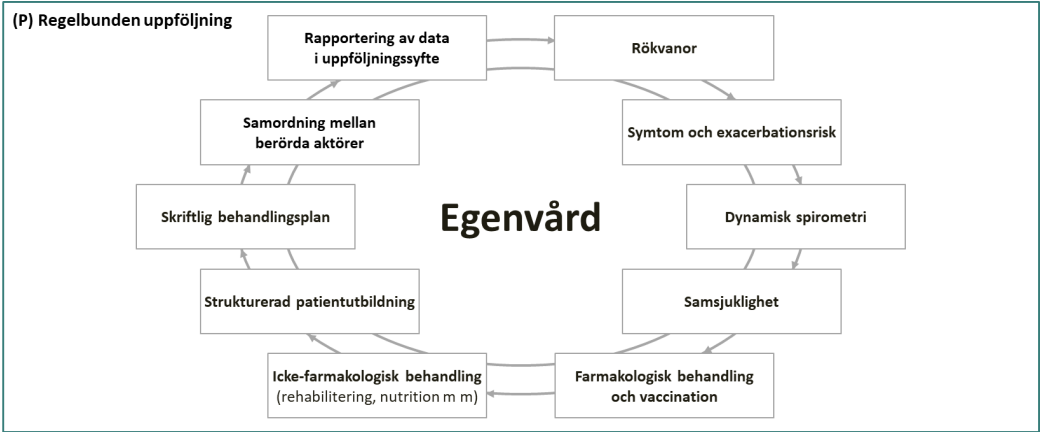 (P) Regelbunden uppföljning
Rapportering av data
i uppföljningssyfte
Rökvanor
Samordning mellan
berörda aktörer
Symtom och exacerbationsrisk
Skriftlig behandlingsplan
Egenvård
Dynamisk spirometri
Strukturerad patientutbildning
Samsjuklighet
Icke-farmakologisk behandling
(rehabilitering, nutrition m m)
Farmakologisk behandling
och vaccination